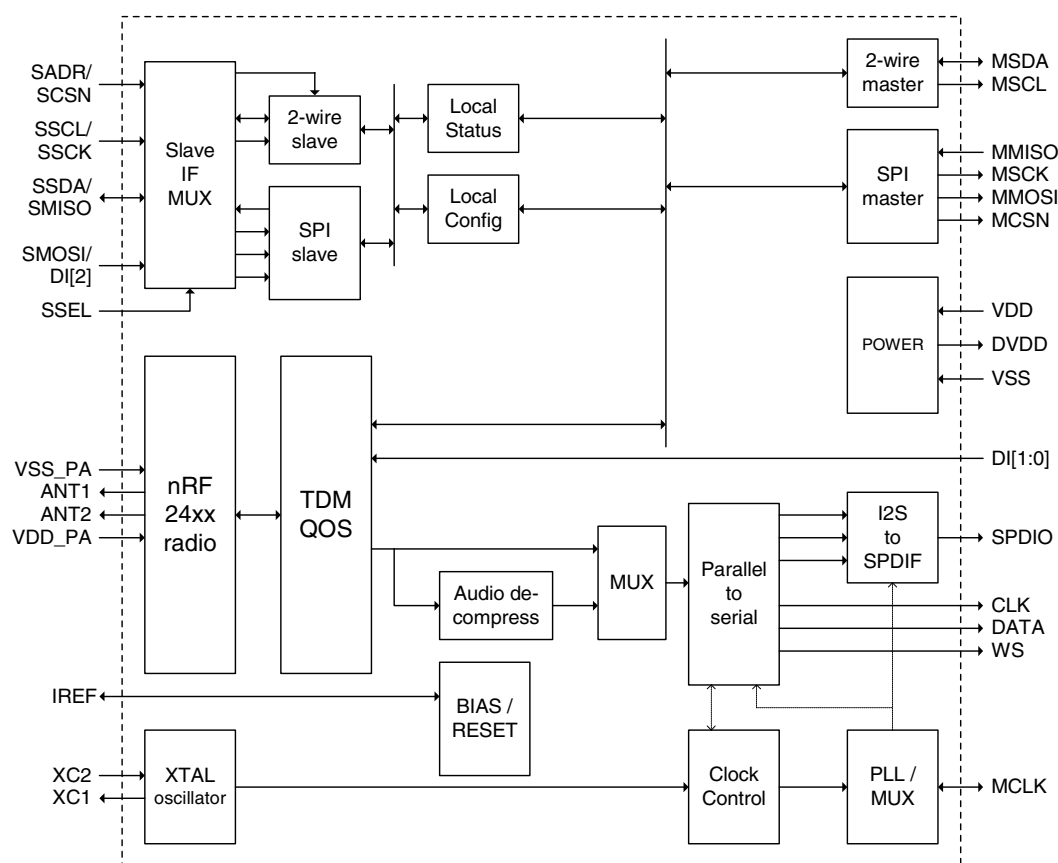 SADR/
SCSN
SSCL/
SSCK
SSDA/
SMISO
SMOSI/
DI[2]
SSEL
Slave
IF
MUX
2-wire
slave
SPI
slave
Local
Status
Local
Config
2-wire
master
MSDA
MSCL
SPI
master
MMISO
MSCK
MMOSI
MCSN
POWER
VDD
DVDD
VSS
DI[1:0]
VSS_PA
ANT1
ANT2
VDD_PA
nRF
24xx
radio
TDM
QOS
Audio de-
compress
MUX
Parallel
to
serial
I2S
to
SPDIF
SPDIO
CLK
DATA
WS
IREF
BIAS /
RESET
XC2
XC1
XTAL
oscillator
Clock
Control
PLL /
MUX
MCLK